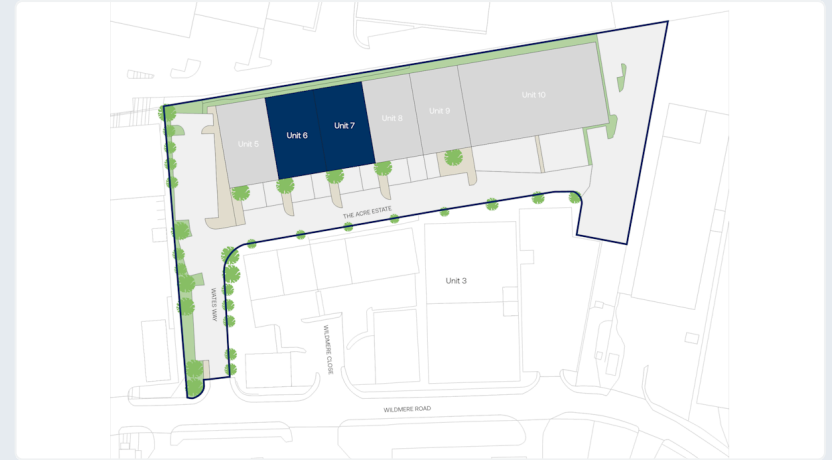 Unit 10
Unit 9
Unit 8
Unit 7
Unit 6
Unit 5
THE ACRE ESTATE
Unit 3
WATES WAY
WILDMERE CLOSE
WILDMERE ROAD